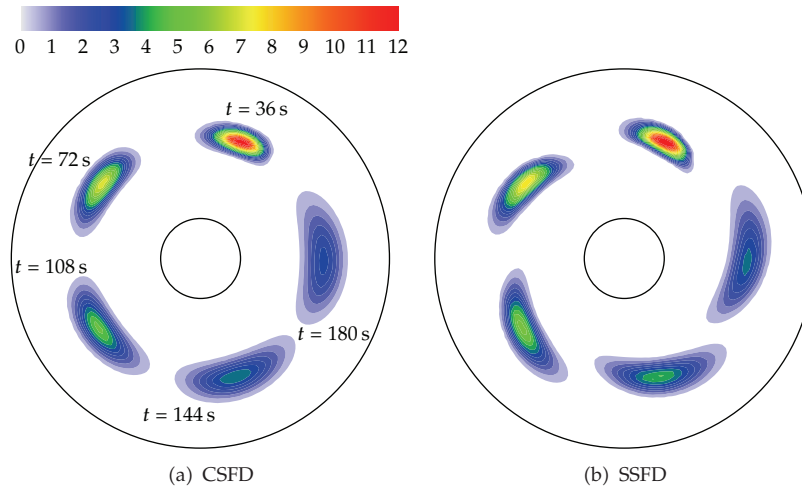 0 1 2 3 4 5 6 7 8 9 10 11 12
t = 36 s
t = 72 s
t = 108 s
t = 180 s
t = 144 s
(a) CSFD
(b) SSFD